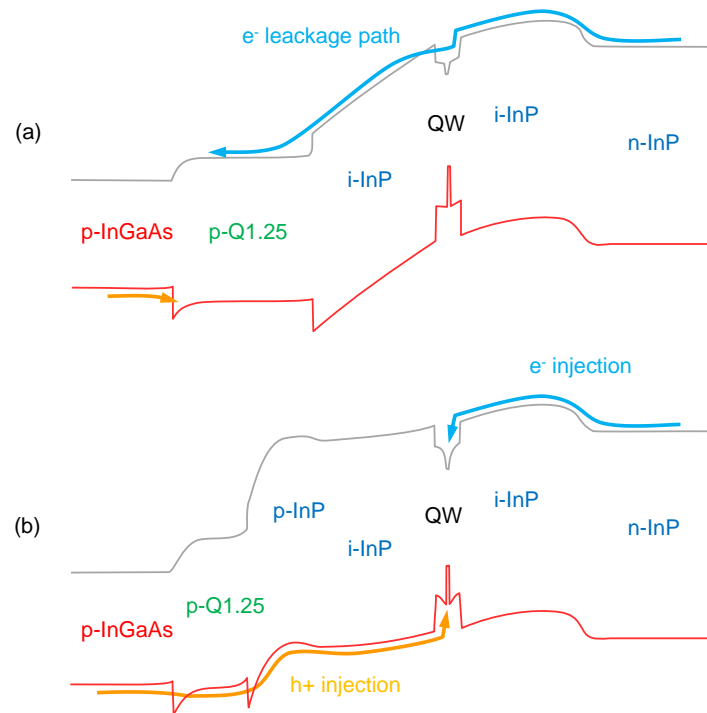 e- leackage path
(a)
QW
i-InP
n-InP
i-InP
p-InGaAs
p-Q1.25
e- injection
p-InP
QW
i-InP
(b)
i-InP
n-InP
p-Q1.25
p-InGaAs
h+ injection